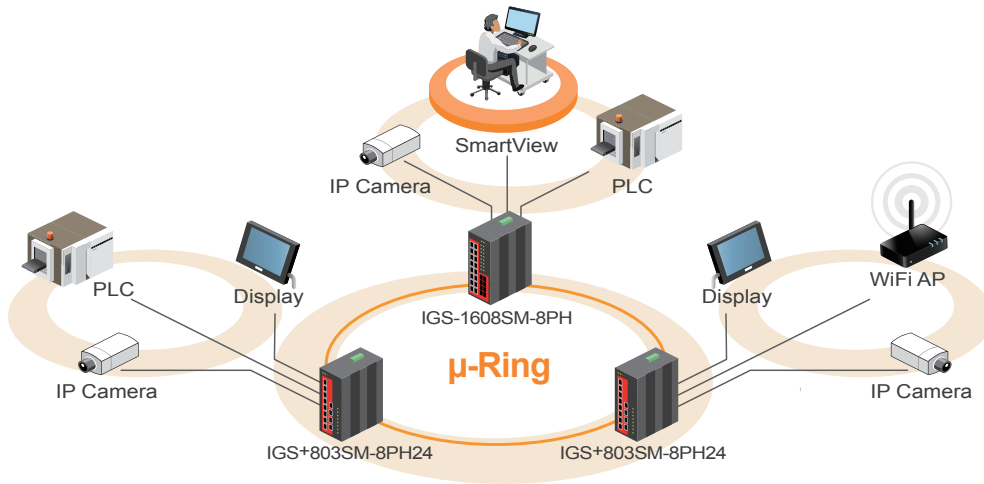 SmartView
IP Camera
PLC
PLC
Display
Display
WiFi AP
IGS-1608SM-8PH
µ-Ring
IP Camera
IP Camera
IGS+803SM-8PH24
IGS+803SM-8PH24